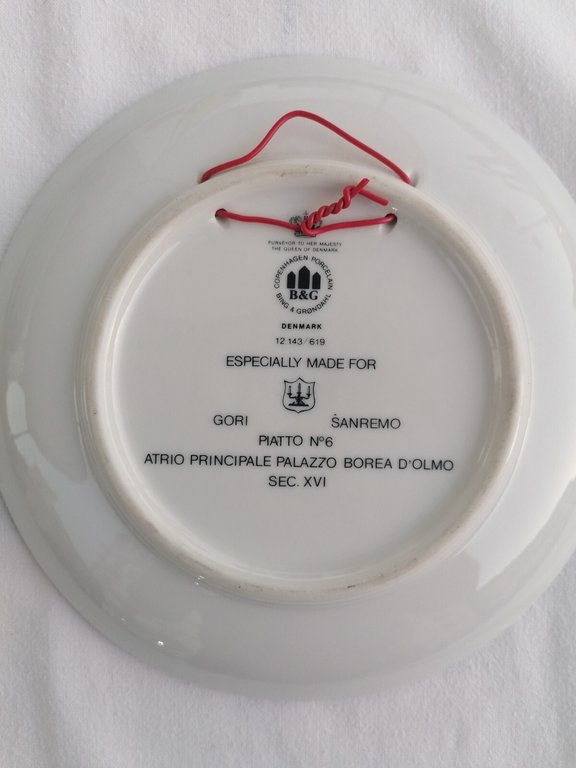 PURVEYOR TO HER MAJESTY
THE QUEEN OF DENMARK
COPENHAGEN PORCELAIN
B&G
BING & GRØNDAHL
DENMARK
12 143/619
ESPECIALLY MADE FOR
GORI SANREMO
PIATTO Nº6
ATRIO PRINCIPALE PALAZZO BOREA D'OLMO
SEC. XVI